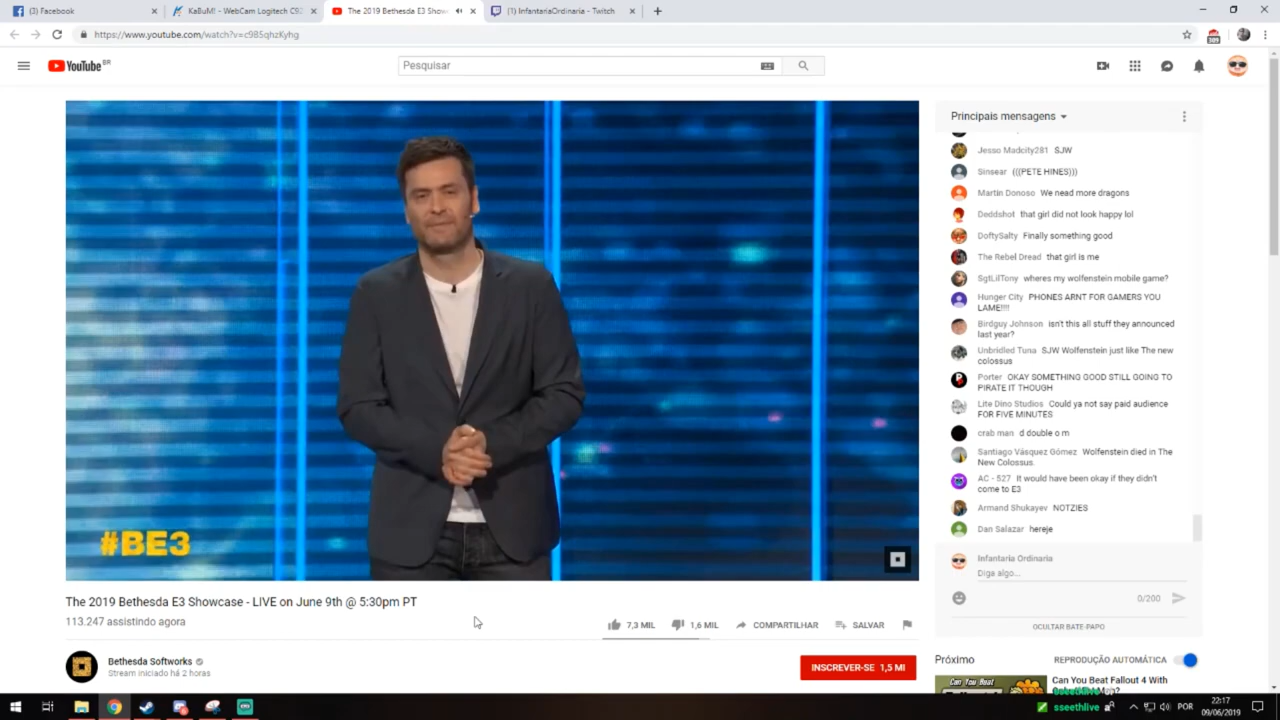 (3) Facebook
KaBuM! - WebCam Logitech C92
The 2019 Bethesda E3 Show
(1) InfantariaOrdinaria - Twitch
https://www.youtube.com/watch?v=c9B5qhzKyhg
309
YouTube BR
Pesquisar
Principais mensagens
Jesso Madcity281 SJW
Sinsear (((PETE HINES)))
Martin Donoso We nead more dragons
Deddshot that girl did not look happy lol
DoftySalty Finally something good
The Rebel Dread that girl is me
SgtLilTony wheres my wolfenstein mobile game?
Hunger City PHONES ARNT FOR GAMERS YOU
LAME!!!!
Birdguy Johnson isn't this all stuff they announced
last year?
Unbridled Tuna SJW Wolfenstein just like The new
colossus
Porter OKAY SOMETHING GOOD STILL GOING TO
PIRATE IT THOUGH
Lite Dino Studios Could ya not say paid audience
FOR FIVE MINUTES
crab man d double o m
Santiago Vásquez Gómez Wolfenstein died in The
New Colossus.
AC - 527 It would have been okay if they didn't
come to E3
Armand Shukayev NOTZIES
Dan Salazar hereje
Infantaria Ordinaria
Diga algo...
0/200
OCULTAR BATE-PAPO
#BE3
The 2019 Bethesda E3 Showcase - LIVE on June 9th @ 5:30pm PT
113.247 assistindo agora
7,3 MIL
1,6 MIL
COMPARTILHAR
SALVAR
Bethesda Softworks
Stream iniciado há 2 horas
INSCREVER-SE 1,5 MI
Próximo
REPRODUÇÃO AUTOMÁTICA
Can You Beat
Can You Beat Fallout 4 With
sseethlive
POR
22:17
09/06/2019